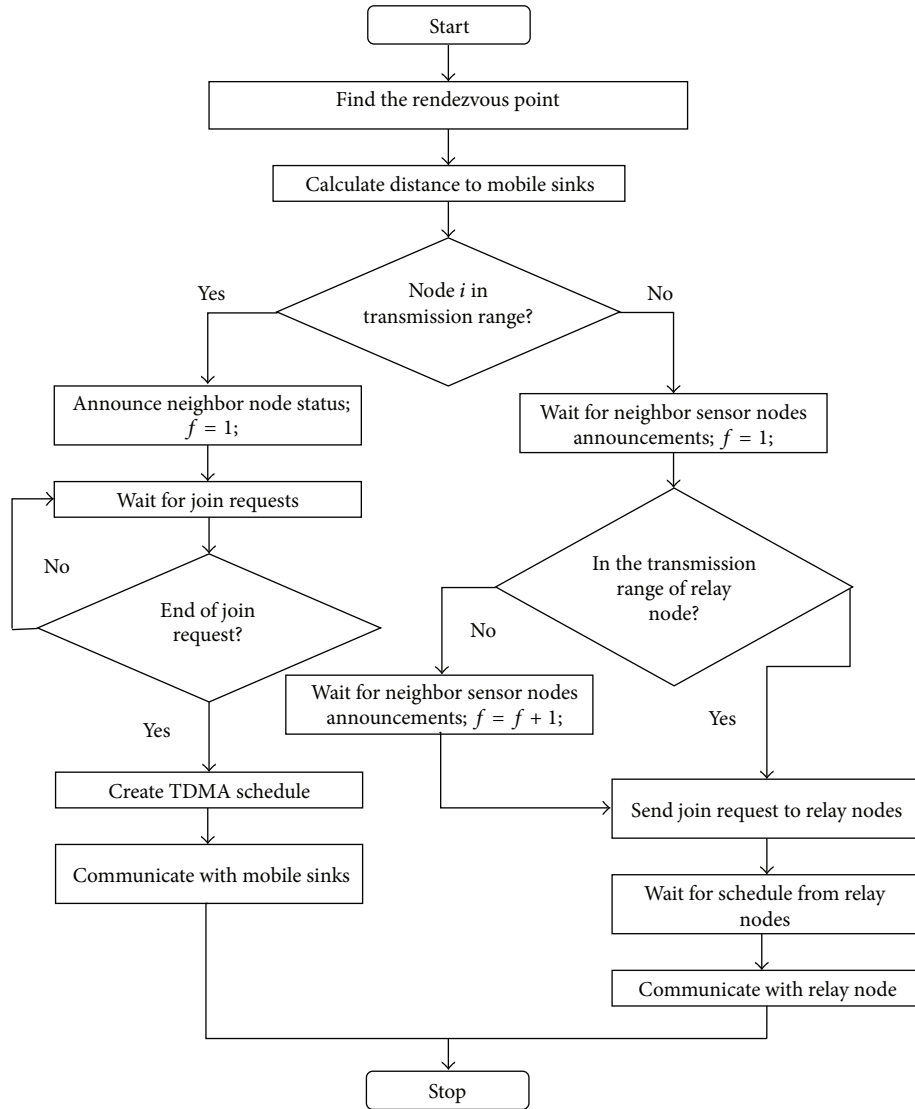 Start
Find the rendezvous point
Calculate distance to mobile sinks
Node i in
transmission range?
Yes
No
Announce neighbor node status;
f = 1;
Wait for neighbor sensor nodes
announcements; f = 1;
Wait for join requests
No
End of join
request?
In the transmission
range of relay
node?
No
Wait for neighbor sensor nodes
announcements; f = f + 1;
Yes
Yes
Create TDMA schedule
Send join request to relay nodes
Communicate with mobile sinks
Wait for schedule from relay
nodes
Communicate with relay node
Stop